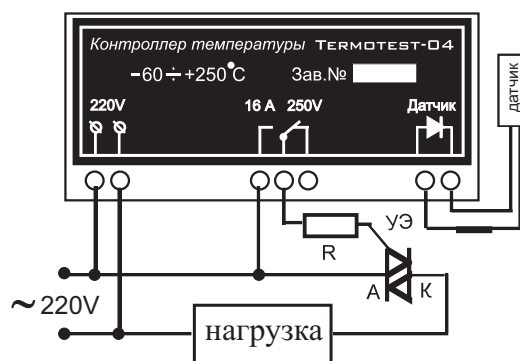 Контроллер температуры TERMOTEST-04
-60 ÷ +250°C Зав.№
220V 16 A 250V Датчик
датчик
R УЭ
А К
~ 220V
нагрузка